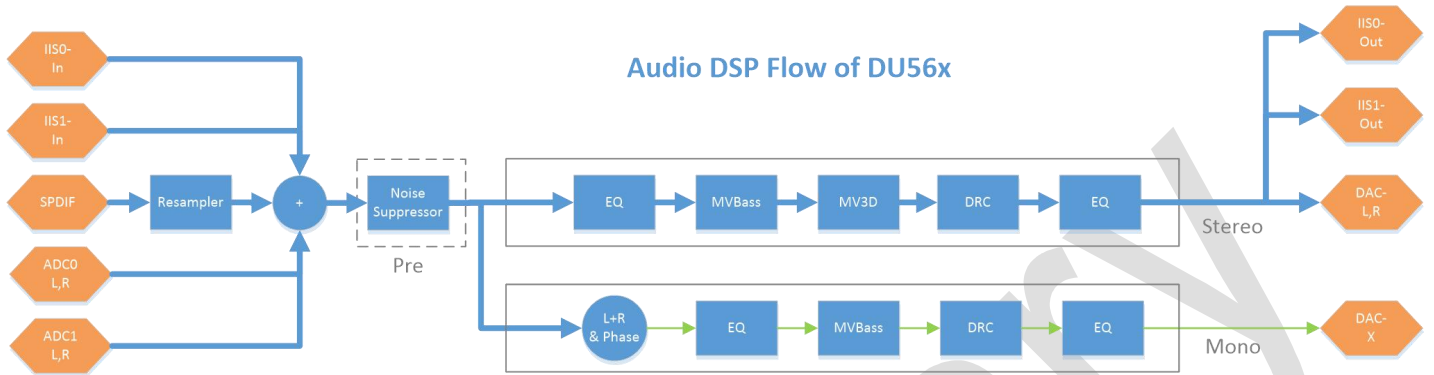 Audio DSP Flow of DU56x
IIS0-
In
IIS1-
In
SPDIF
Resampler
ADC0
L,R
ADC1
L,R
+
Noise
Suppressor
Pre
EQ
MVBass
MV3D
DRC
EQ
Stereo
L+R
& Phase
EQ
MVBass
DRC
EQ
Mono
IIS0-
Out
IIS1-
Out
DAC-
L,R
DAC-
X